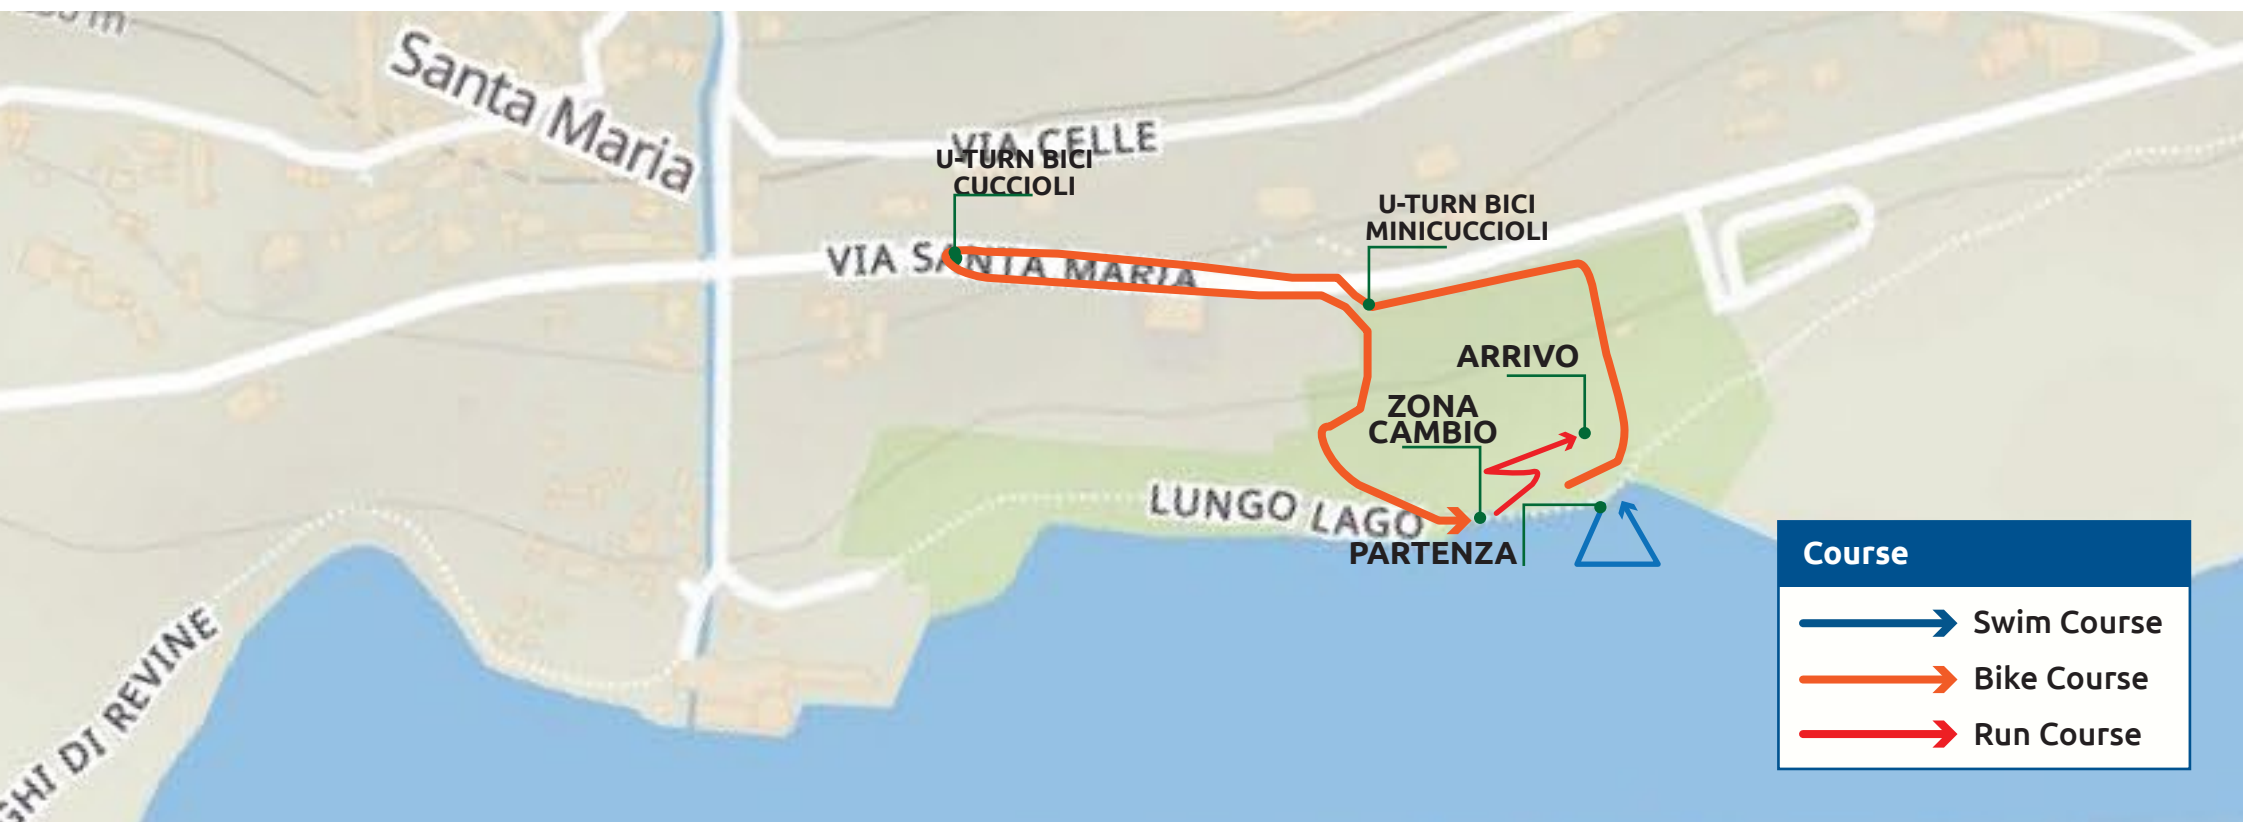 Santa Maria
VIA CELLE
U-TURN BICI
CUCCIOLI
U-TURN BICI
MINICUCCIOLI
VIA SANTA MARIA
ARRIVO
ZONA
CAMBIO
LUNGO LAGO
PARTENZA
GHI DI REVINE
Course
Swim Course
Bike Course
Run Course